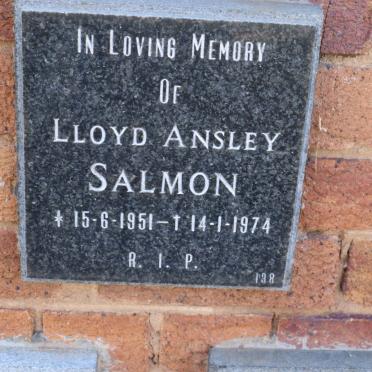 In Loving Memory
Of
Lloyd Ansley
Salmon
* 15-6-1951 – † 14-1-1974
R. I. P.
138